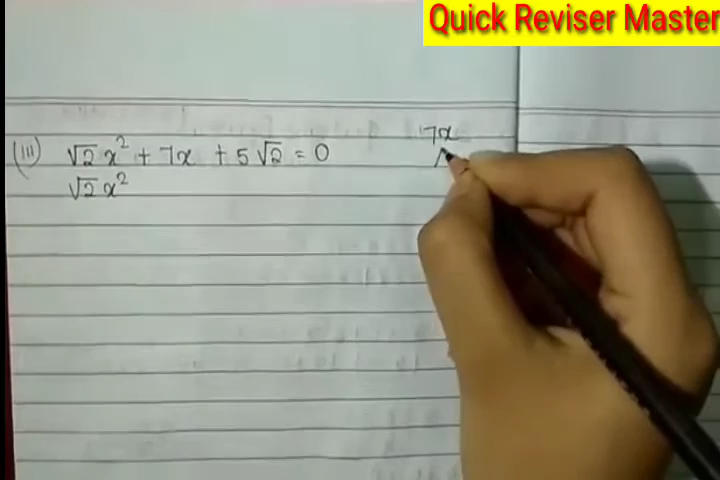 Quick Reviser Master
7x
(III) √2 x² + 7x + 5√2 = 0
√2 x²